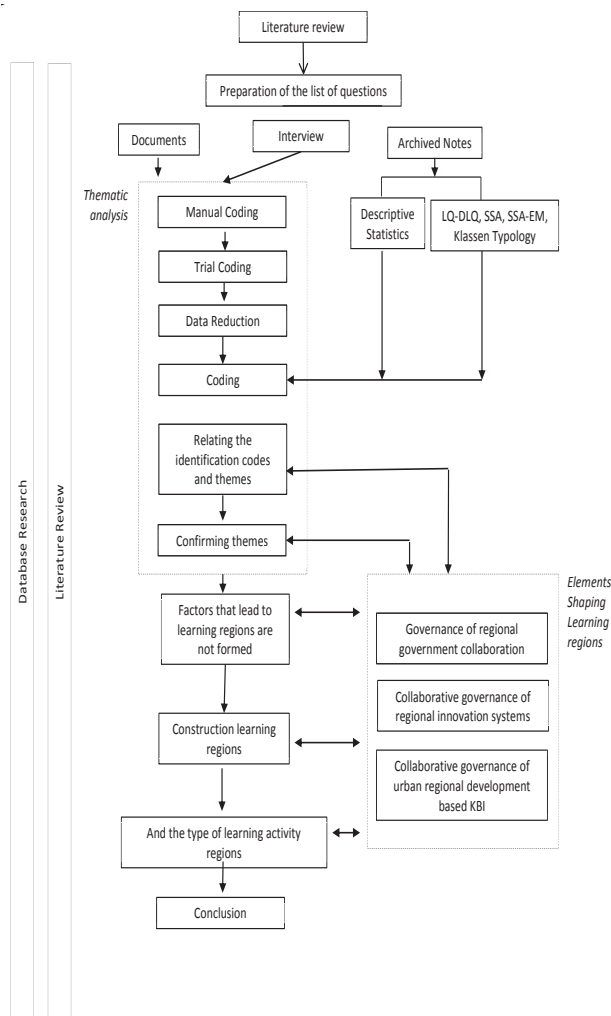 Literature review
Preparation of the list of questions
Documents
Interview
Archived Notes
Thematic
analysis
Manual Coding
Descriptive
Statistics
LQ-DLQ, SSA, SSA-EM,
Klassen Typology
Trial Coding
Data Reduction
Coding
Relating the
identification codes
and themes
Confirming themes
Database Research
Literature Review
Factors that lead to
learning regions are
not formed
Elements
Shaping
Learning
regions
Governance of regional
government collaboration
Collaborative governance of
regional innovation systems
Construction learning
regions
Collaborative governance of
urban regional development
based KBI
And the type of learning activity
regions
Conclusion